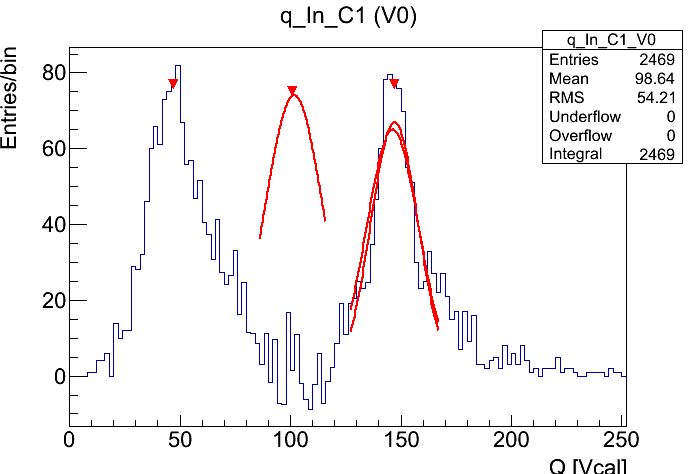 q_In_C1 (V0)
q_In_C1_V0
Entries 2469
Mean 98.64
RMS 54.21
Underflow 0
Overflow 0
Integral 2469
Entries/bin
80
60
40
20
0
0 50 100 150 200 250
Q [Vcal]